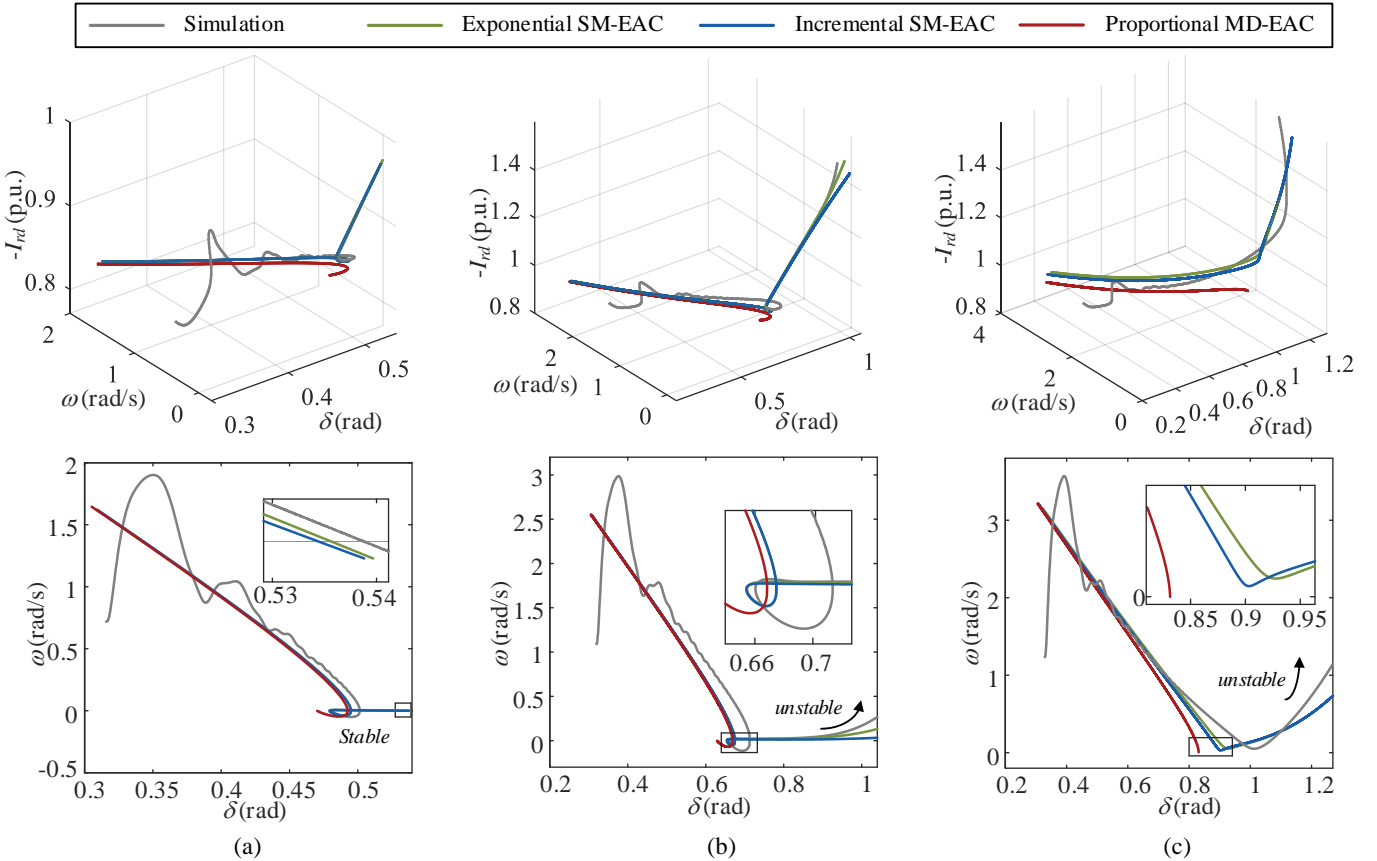 Simulation Exponential SM-EAC Incremental SM-EAC Proportional MD-EAC
-I_rd (p.u.)
1
0.9
0.8
2
1
0
ω (rad/s)
0.3
0.4
0.5
δ (rad)
-I_rd (p.u.)
1.4
1.2
1
0.8
2
1
0
ω (rad/s)
0.5
1
δ (rad)
-I_rd (p.u.)
1.4
1.2
1
0.8
4
2
0
ω (rad/s)
0.2
0.4
0.6
0.8
1
1.2
δ (rad)
ω (rad/s)
2
1.5
1
0.5
0
-0.5
0.53 0.54
Stable
0.3 0.35 0.4 0.45 0.5
δ (rad)
(a)
ω (rad/s)
3
2.5
2
1.5
1
0.5
0
0.66 0.7
unstable
0.2 0.4 0.6 0.8 1
δ (rad)
(b)
ω (rad/s)
3
2
1
0
0
0.85 0.9 0.95
unstable
0.2 0.4 0.6 0.8 1 1.2
δ (rad)
(c)